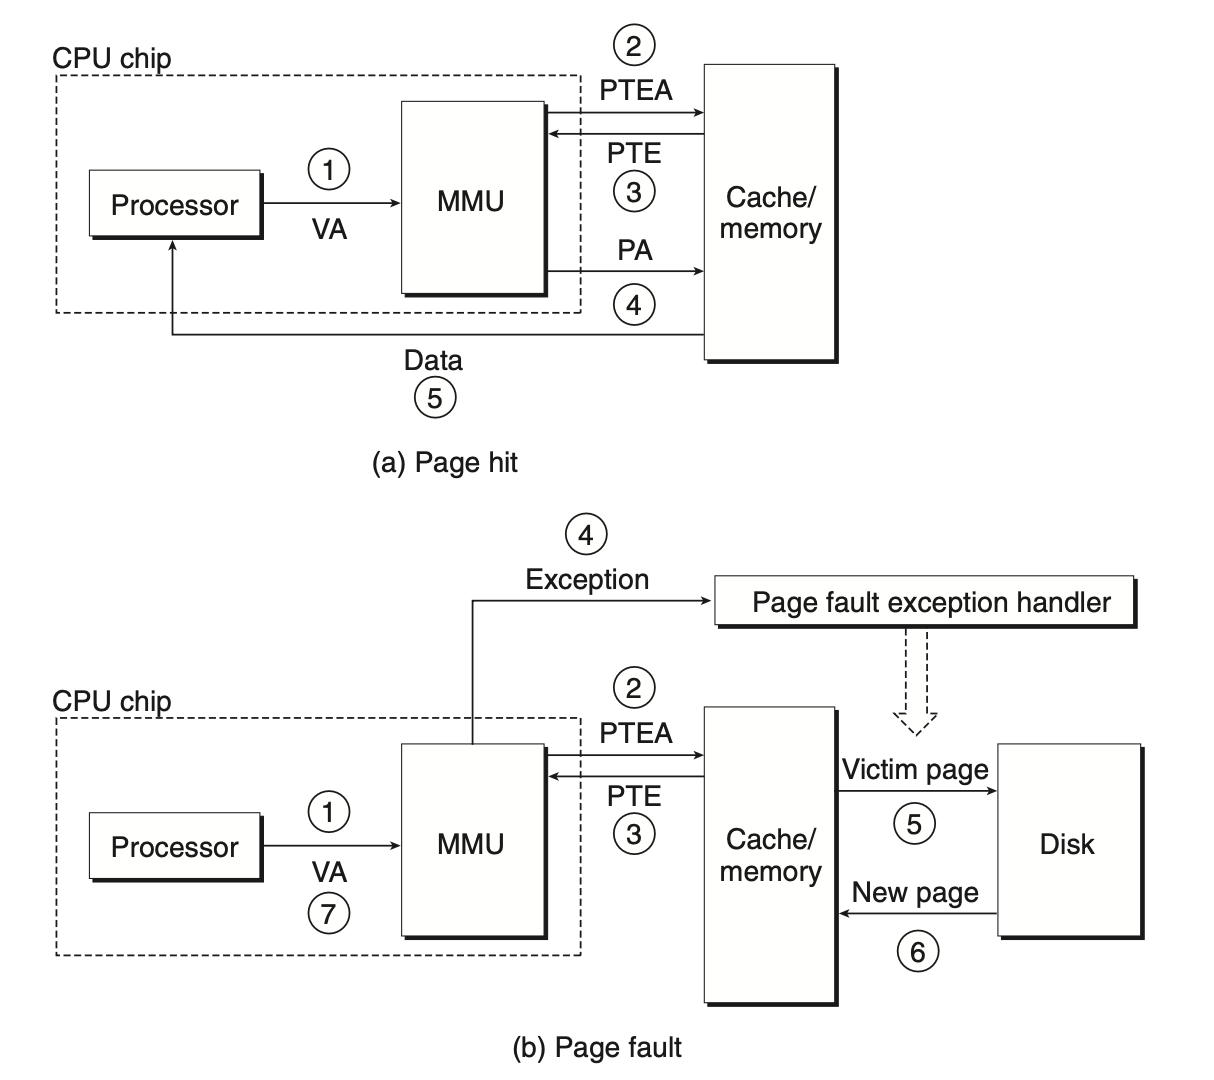 CPU chip
2
PTEA
1
PTE
Processor
MMU
3
Cache/
memory
VA
PA
4
Data
5
(a) Page hit
4
Exception
Page fault exception handler
CPU chip
2
PTEA
Victim page
1
PTE
5
Processor
MMU
3
Cache/
memory
Disk
VA
7
New page
6
(b) Page fault